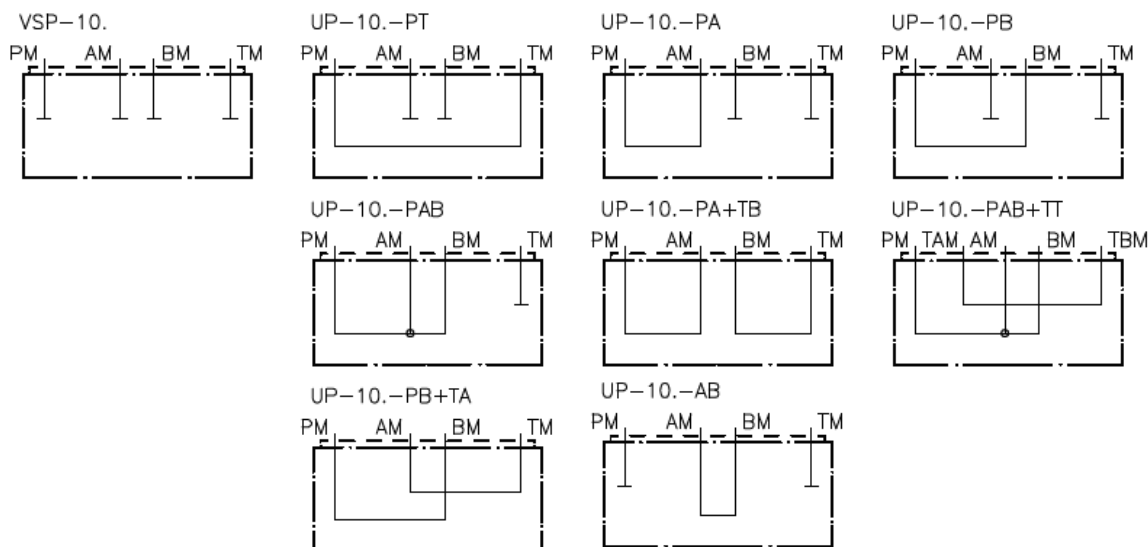 VSP-10. UP-10.-PT UP-10.-PA UP-10.-PB
PM AM BM TM PM AM BM TM PM AM BM TM PM AM BM TM
UP-10.-PAB UP-10.-PA+TB UP-10.-PAB+TT
PM AM BM TM PM AM BM TM PM TAM AM BM TBM
UP-10.-PB+TA UP-10.-AB
PM AM BM TM PM AM BM TM